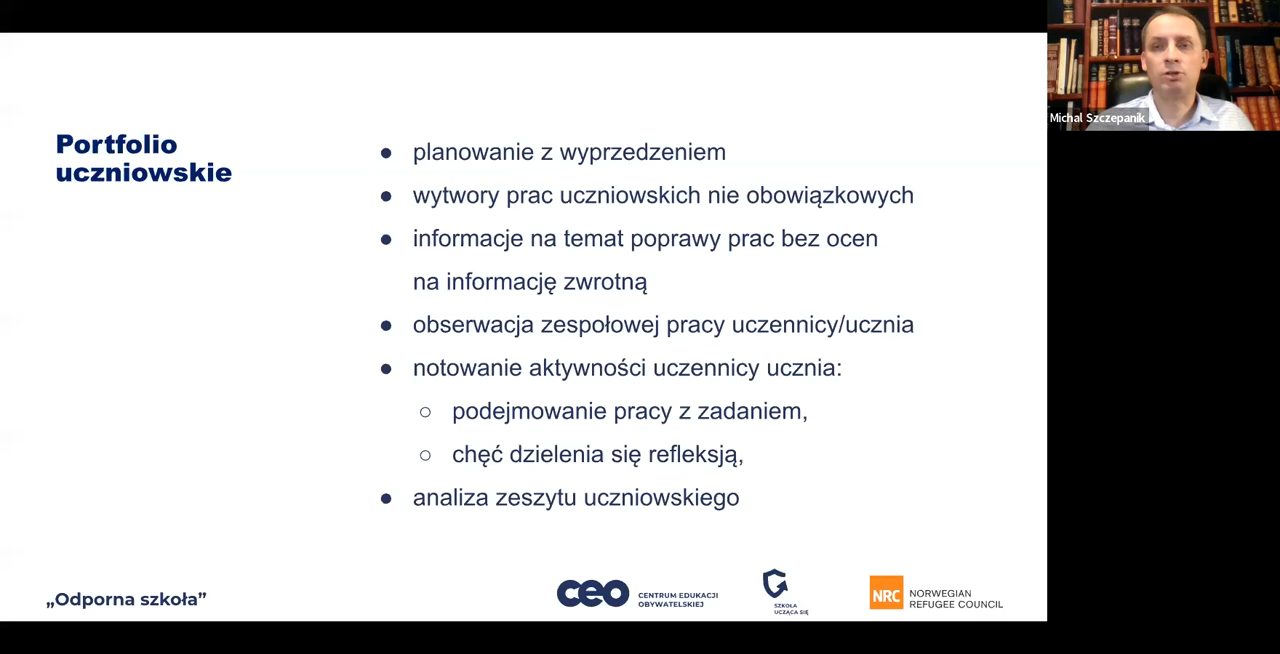 Portfolio
uczniowskie
● planowanie z wyprzedzeniem
● wytwory prac uczniowskich nie obowiązkowych
● informacje na temat poprawy prac bez ocen
na informację zwrotną
● obserwacja zespołowej pracy uczennicy/ucznia
● notowanie aktywności uczennicy ucznia:
○ podejmowanie pracy z zadaniem,
○ chęć dzielenia się refleksją,
● analiza zeszytu uczniowskiego
„Odporna szkoła”
ceo
CENTRUM EDUKACJI
OBYWATELSKIEJ
SZKOŁA
UCZĄCA SIĘ
NRC
NORWEGIAN
REFUGEE COUNCIL
Michal Szczepanik